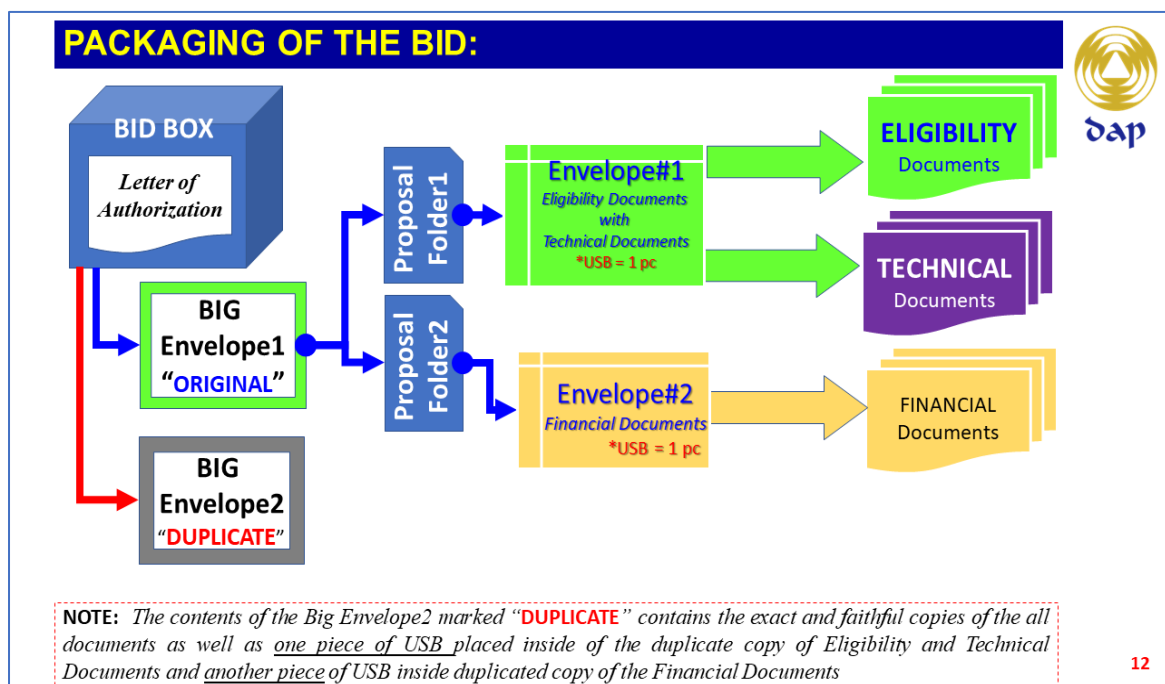 PACKAGING OF THE BID:
dap
BID BOX
Letter of
Authorization
BIG
Envelope1
“ORIGINAL”
BIG
Envelope2
“DUPLICATE”
Proposal
Folder1
Proposal
Folder2
Envelope#1
Eligibility Documents
with
Technical Documents
*USB = 1 pc
Envelope#2
Financial Documents
*USB = 1 pc
ELIGIBILITY
Documents
TECHNICAL
Documents
FINANCIAL
Documents
NOTE: The contents of the Big Envelope2 marked “DUPLICATE” contains the exact and faithful copies of the all
documents as well as one piece of USB placed inside of the duplicate copy of Eligibility and Technical
Documents and another piece of USB inside duplicated copy of the Financial Documents
12